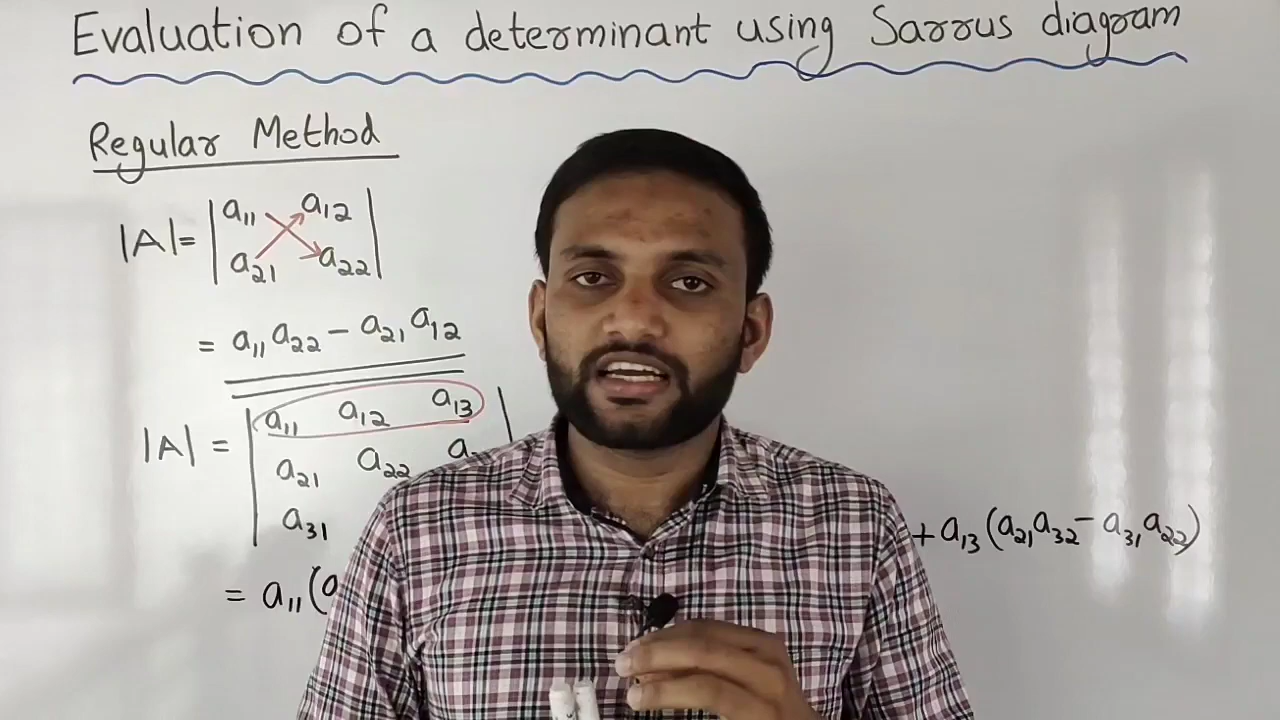 Evaluation of a determinant using Sarrus diagram
Regular Method
|A| = | a₁₁ a₁₂ |
| a₂₁ a₂₂ |
= a₁₁a₂₂ − a₂₁a₁₂
|A| = | a₁₁ a₁₂ a₁₃ |
a₂₁ a₂₂
a₃₁
+ a₁₃ (a₂₁a₃₂ − a₃₁a₂₂)
= a₁₁ (